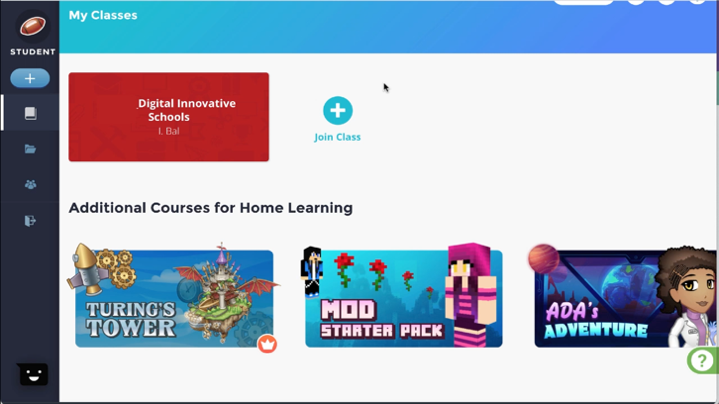 My Classes
STUDENT
Digital Innovative
Schools
I. Bal
Join Class
Additional Courses for Home Learning
TURING'S
TOWER
MOD
STARTER PACK
ADA's
ADVENTURE
?